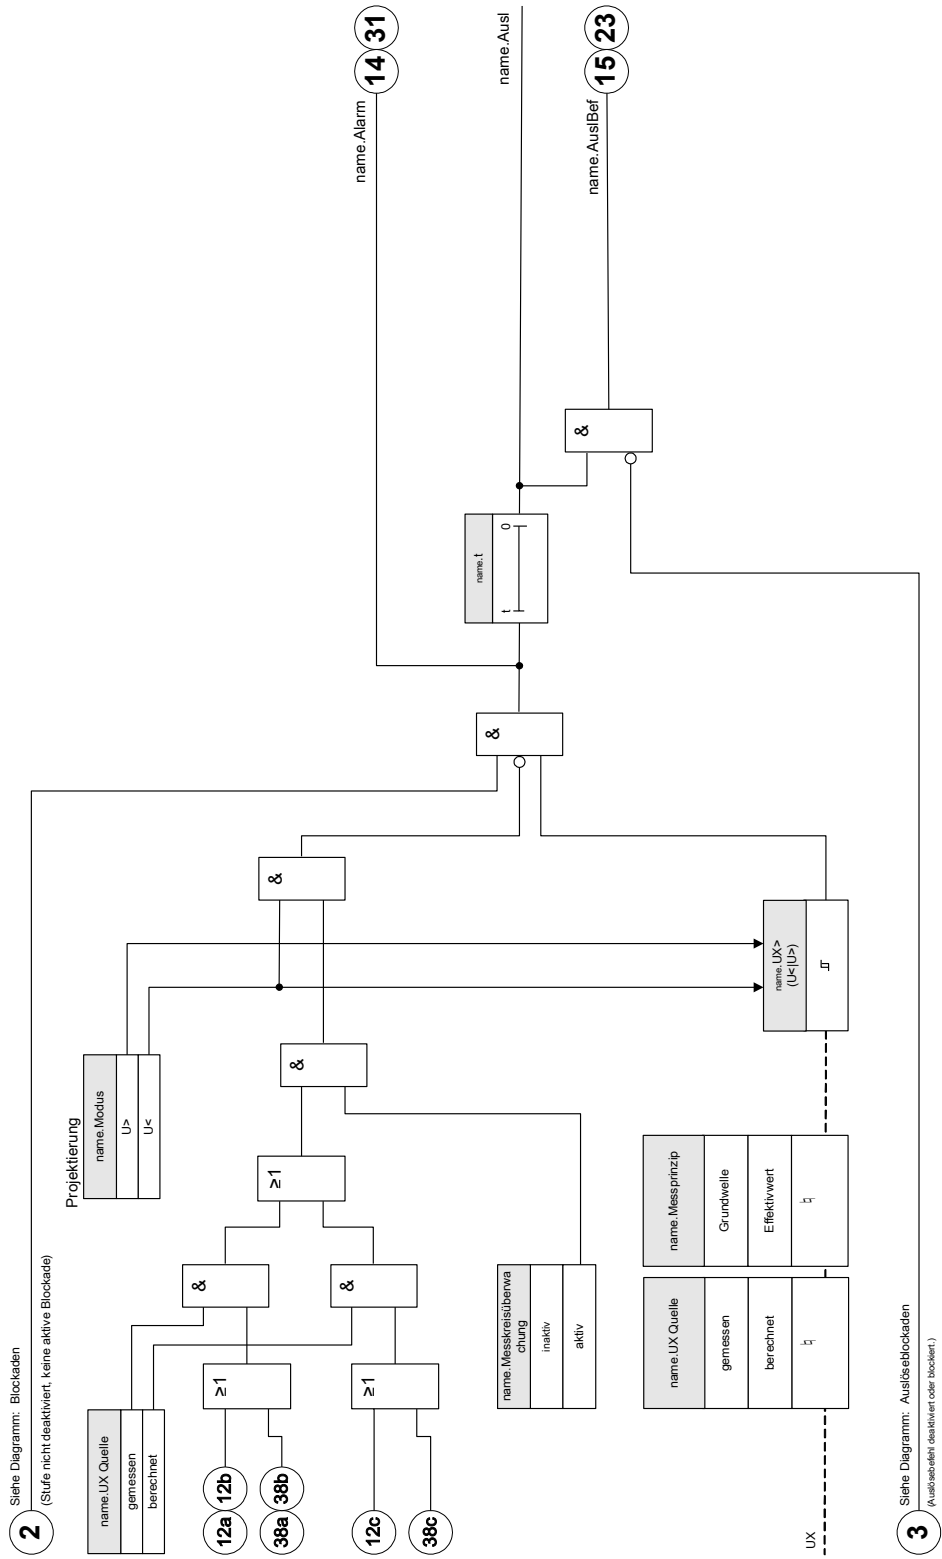 2
Siehe Diagramm: Blockaden
(Stufe nicht deaktiviert, keine aktive Blockade)
name.UX Quelle
gemessen
berechnet
12a 12b
38a 38b
12c
38c
≥1
≥1
&
&
≥1
Projektierung
name.Modus
U>
U<
&
&
name.Messkreisüberwa
chung
inaktiv
aktiv
name.UX Quelle
gemessen
berechnet
name.Messprinzip
Grundwelle
Effektivwert
UX
name.UX>
(U<|U>)
&
name.t
t 0
&
name.Alarm
14 31
name.Ausl
name.AuslBef
15 23
3
Siehe Diagramm: Auslöseblockaden
(Auslösebefehl deaktiviert oder blockiert.)